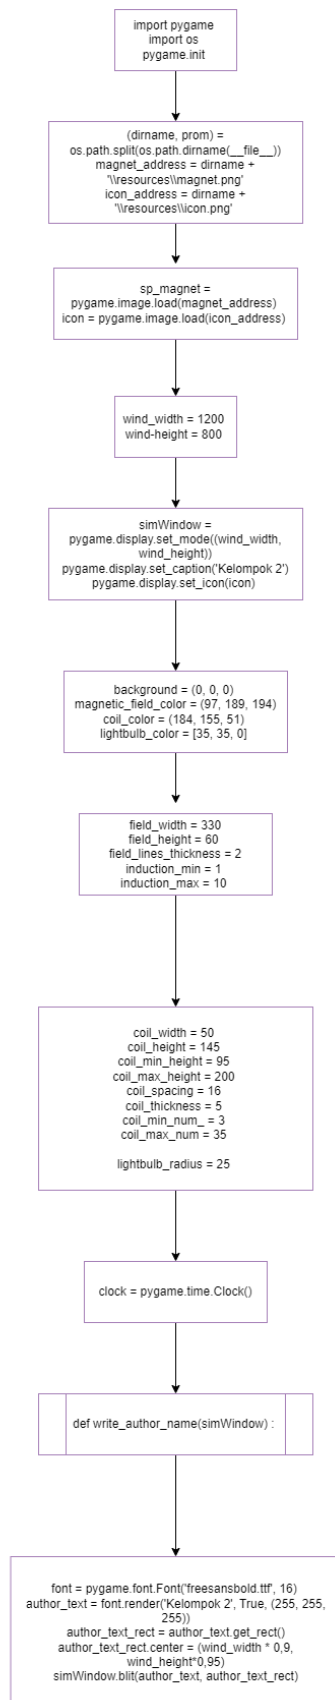 import pygame
import os
pygame.init
(dirname, prom) =
os.path.split(os.path.dirname(__file__))
magnet_address = dirname +
'\\resources\\magnet.png'
icon_address = dirname +
'\\resources\\icon.png'
sp_magnet =
pygame.image.load(magnet_address)
icon = pygame.image.load(icon_address)
wind_width = 1200
wind-height = 800
simWindow =
pygame.display.set_mode((wind_width,
wind_height))
pygame.display.set_caption('Kelompok 2')
pygame.display.set_icon(icon)
background = (0, 0, 0)
magnetic_field_color = (97, 189, 194)
coil_color = (184, 155, 51)
lightbulb_color = [35, 35, 0]
field_width = 330
field_height = 60
field_lines_thickness = 2
induction_min = 1
induction_max = 10
coil_width = 50
coil_height = 145
coil_min_height = 95
coil_max_height = 200
coil_spacing = 16
coil_thickness = 5
coil_min_num_ = 3
coil_max_num = 35
lightbulb_radius = 25
clock = pygame.time.Clock()
def write_author_name(simWindow) :
font = pygame.font.Font('freesansbold.ttf', 16)
author_text = font.render('Kelompok 2', True, (255, 255,
255))
author_text_rect = author_text.get_rect()
author_text_rect.center = (wind_width * 0,9,
wind_height*0,95)
simWindow.blit(author_text, author_text_rect)